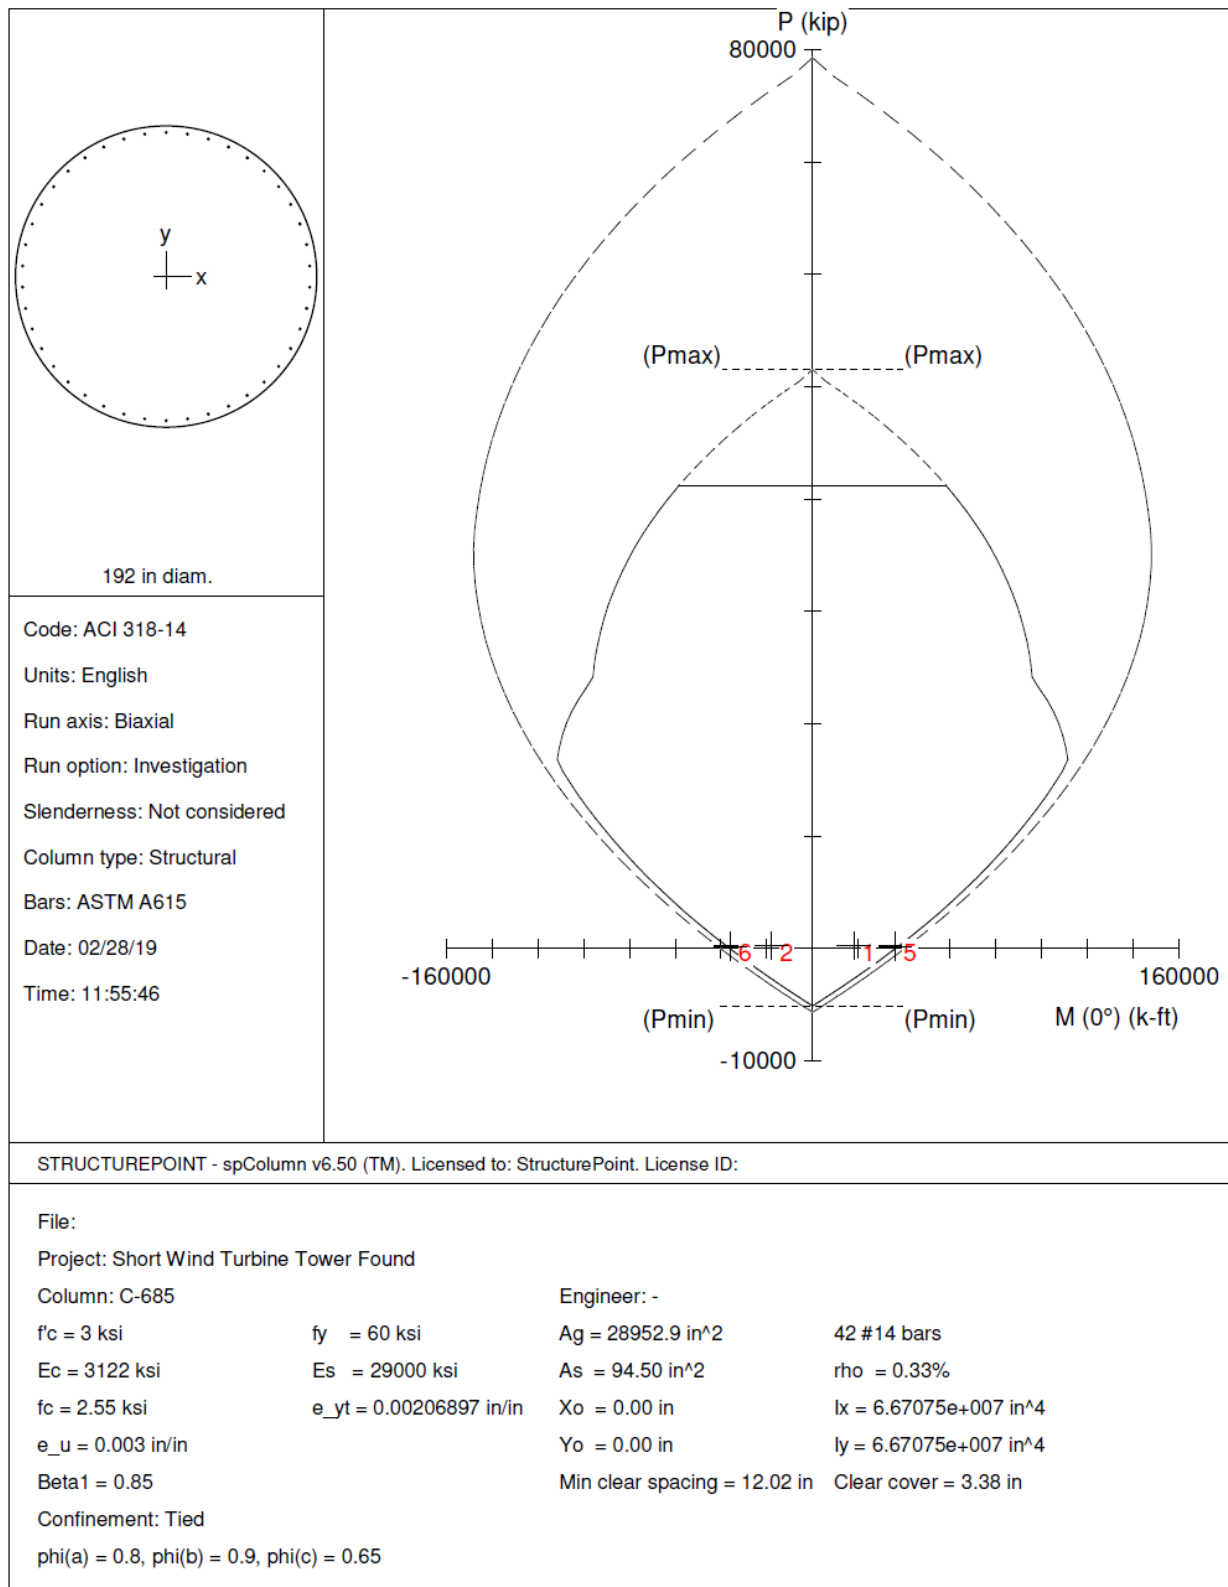 P (kip)
80000
(Pmax) (Pmax)
y
x
192 in diam.
Code: ACI 318-14
Units: English
Run axis: Biaxial
Run option: Investigation
Slenderness: Not considered
Column type: Structural
Bars: ASTM A615
Date: 02/28/19
Time: 11:55:46
6 2 1 5
-160000 160000
(Pmin) (Pmin) M (0°) (k-ft)
-10000
STRUCTUREPOINT - spColumn v6.50 (TM). Licensed to: StructurePoint. License ID:
File:
Project: Short Wind Turbine Tower Found
Column: C-685 Engineer: -
f'c = 3 ksi fy = 60 ksi Ag = 28952.9 in^2 42 #14 bars
Ec = 3122 ksi Es = 29000 ksi As = 94.50 in^2 rho = 0.33%
fc = 2.55 ksi e_yt = 0.00206897 in/in Xo = 0.00 in Ix = 6.67075e+007 in^4
e_u = 0.003 in/in Yo = 0.00 in Iy = 6.67075e+007 in^4
Beta1 = 0.85 Min clear spacing = 12.02 in Clear cover = 3.38 in
Confinement: Tied
phi(a) = 0.8, phi(b) = 0.9, phi(c) = 0.65